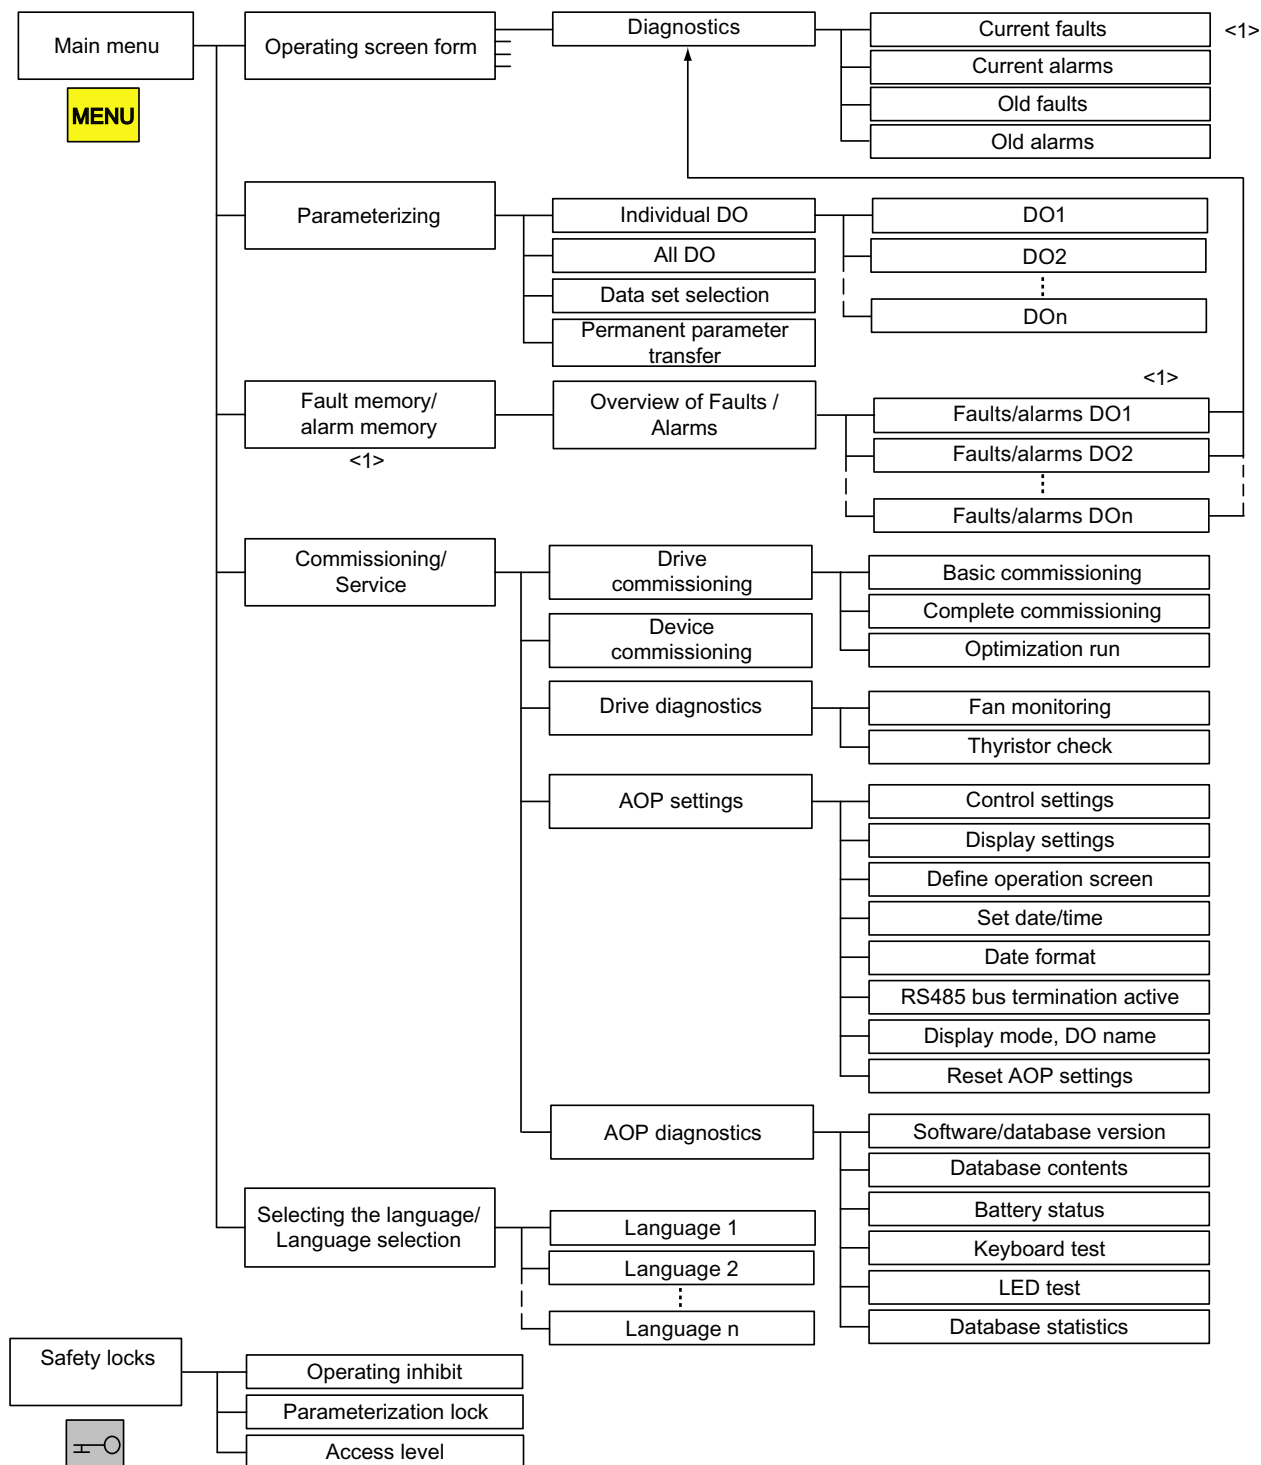 Main menu
MENU
Operating screen form
Diagnostics
Current faults
<1>
Current alarms
Old faults
Old alarms
Parameterizing
Individual DO
DO1
DO2
DOn
All DO
Data set selection
Permanent parameter
transfer
Fault memory/
alarm memory
<1>
Overview of Faults /
Alarms
<1>
Faults/alarms DO1
Faults/alarms DO2
Faults/alarms DOn
Commissioning/
Service
Drive
commissioning
Basic commissioning
Complete commissioning
Optimization run
Device
commissioning
Drive diagnostics
Fan monitoring
Thyristor check
AOP settings
Control settings
Display settings
Define operation screen
Set date/time
Date format
RS485 bus termination active
Display mode, DO name
Reset AOP settings
AOP diagnostics
Software/database version
Database contents
Battery status
Keyboard test
LED test
Database statistics
Selecting the language/
Language selection
Language 1
Language 2
Language n
Safety locks
Operating inhibit
Parameterization lock
Access level